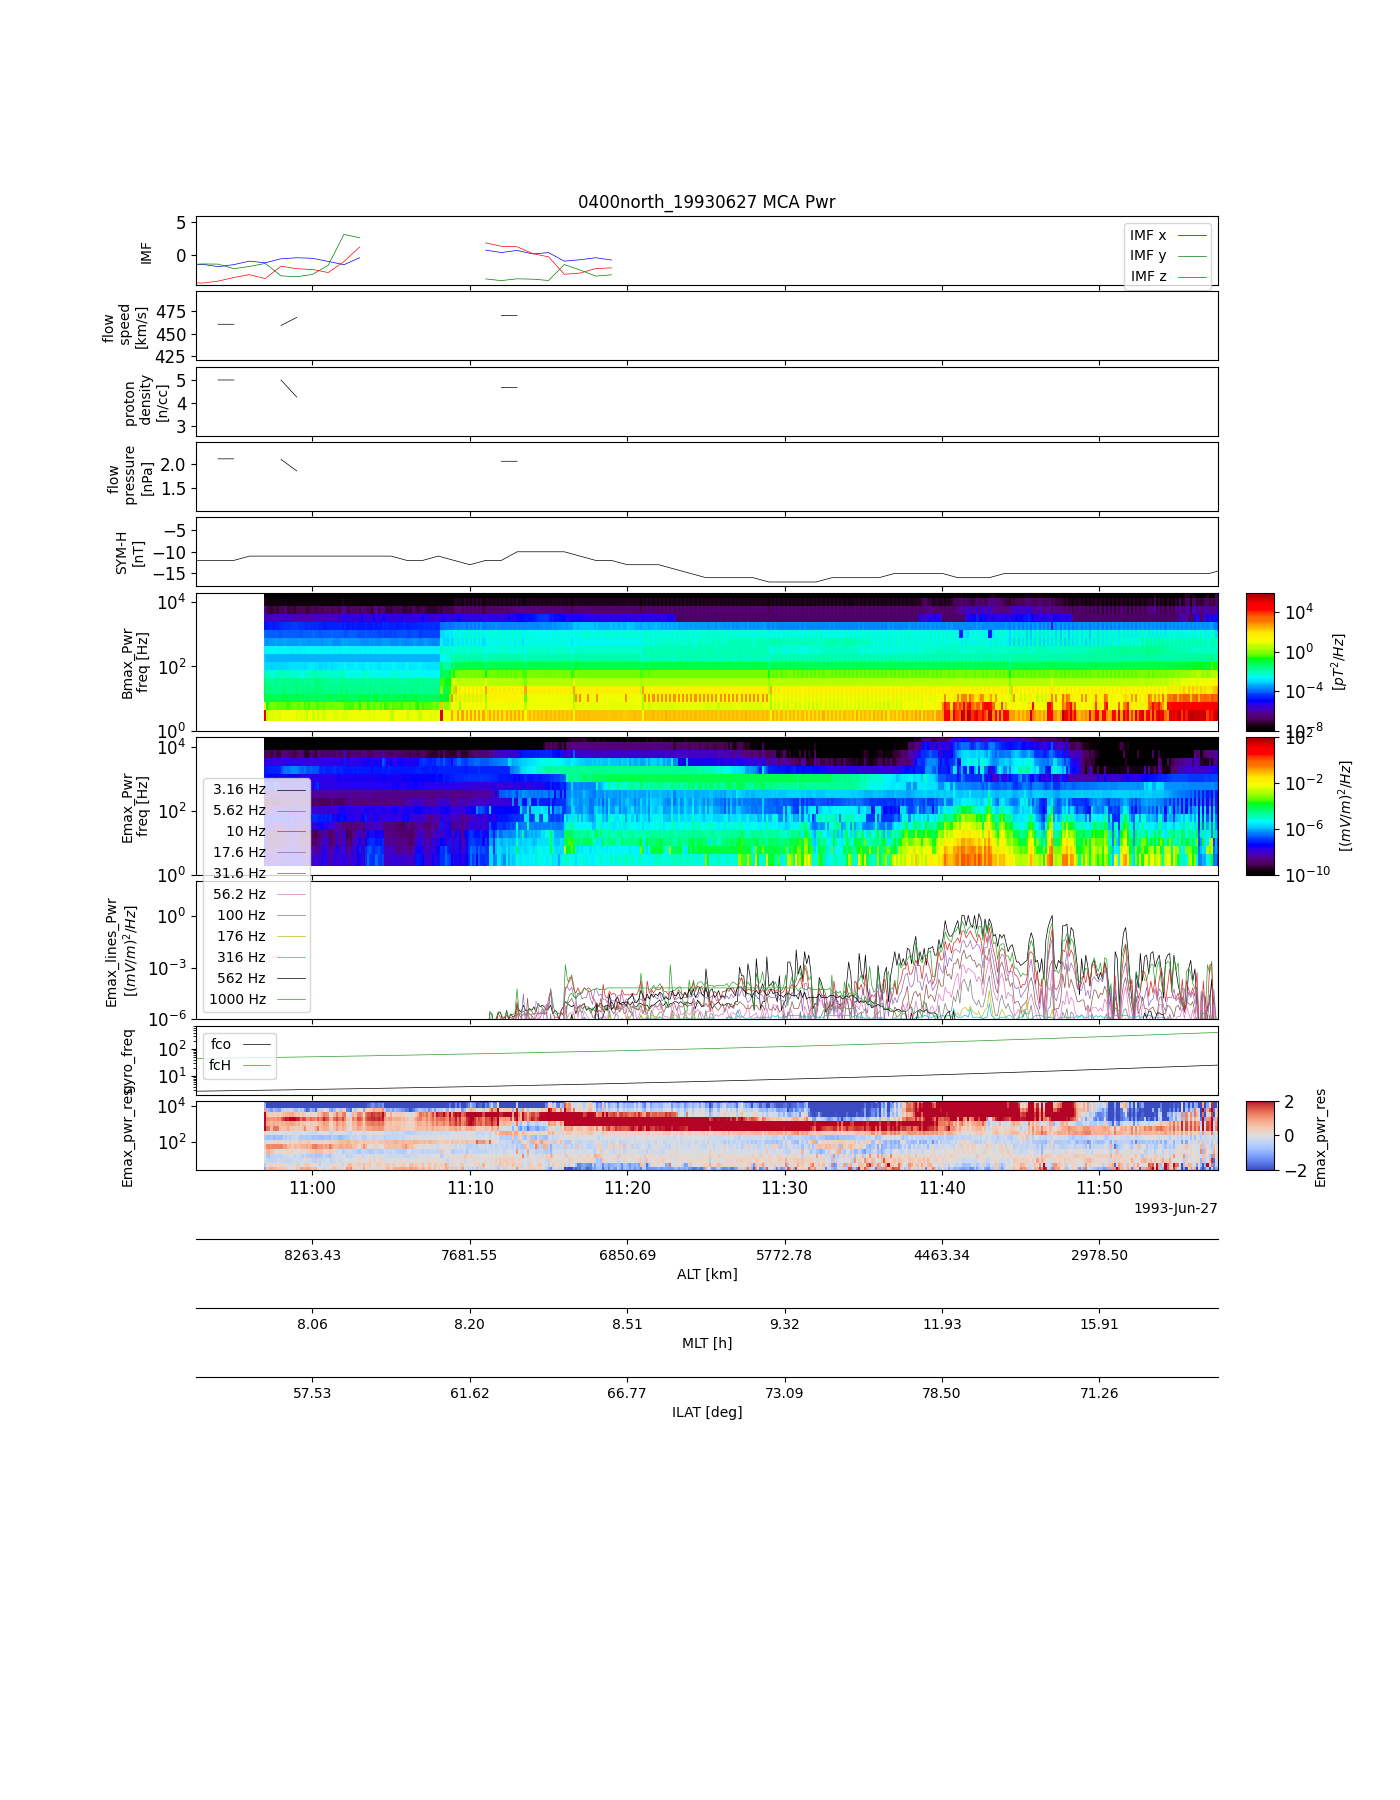 0400north_19930627 MCA Pwr
IMF
5
0
IMF x
IMF y
IMF z
flow
speed
[km/s]
475
450
425
proton
density
[n/cc]
5
4
3
flow
pressure
[nPa]
2.0
1.5
SYM-H
[nT]
−5
−10
−15
Bmax_Pwr
freq [Hz]
10^4
10^2
10^0
10^4
10^0
10^−4
10^−8
[pT^2/Hz]
Emax_Pwr
freq [Hz]
10^4
10^2
10^0
10^2
10^−2
10^−6
10^−10
[(mV/m)^2/Hz]
3.16 Hz
5.62 Hz
10 Hz
17.6 Hz
31.6 Hz
56.2 Hz
100 Hz
176 Hz
316 Hz
562 Hz
1000 Hz
Emax_lines_Pwr
[(mV/m)^2/Hz]
10^0
10^−3
10^−6
gyro_freq
10^2
10^1
fco
fcH
Emax_pwr_res
10^4
10^2
2
0
−2
Emax_pwr_res
11:00 11:10 11:20 11:30 11:40 11:50
1993-Jun-27
8263.43 7681.55 6850.69 5772.78 4463.34 2978.50
ALT [km]
8.06 8.20 8.51 9.32 11.93 15.91
MLT [h]
57.53 61.62 66.77 73.09 78.50 71.26
ILAT [deg]